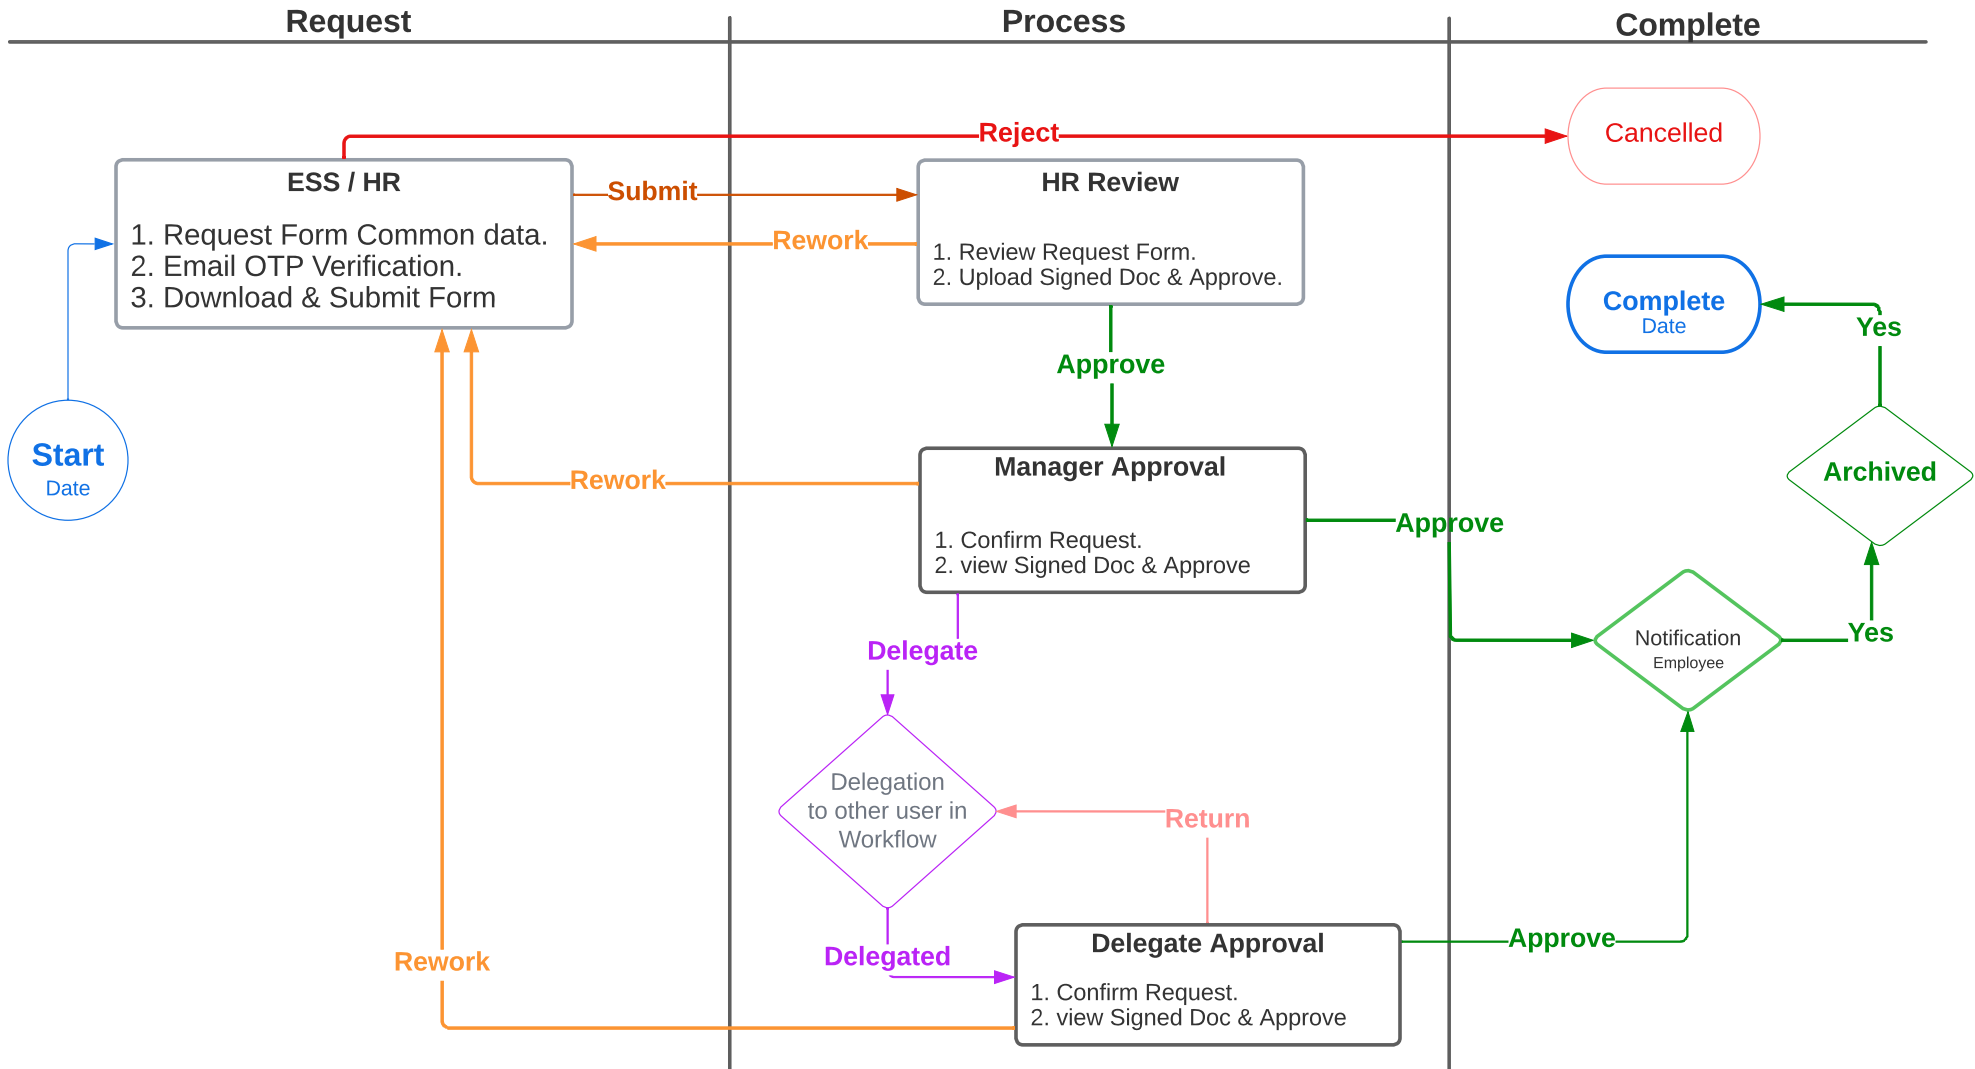 Request
Process
Complete
Reject
Cancelled
ESS / HR
1. Request Form Common data.
2. Email OTP Verification.
3. Download & Submit Form
Submit
Rework
HR Review
1. Review Request Form.
2. Upload Signed Doc & Approve.
Complete
Date
Yes
Approve
Start
Date
Rework
Manager Approval
1. Confirm Request.
2. view Signed Doc & Approve
Approve
Archived
Notification
Employee
Yes
Delegate
Delegation
to other user in
Workflow
Return
Delegated
Rework
Delegate Approval
1. Confirm Request.
2. view Signed Doc & Approve
Approve